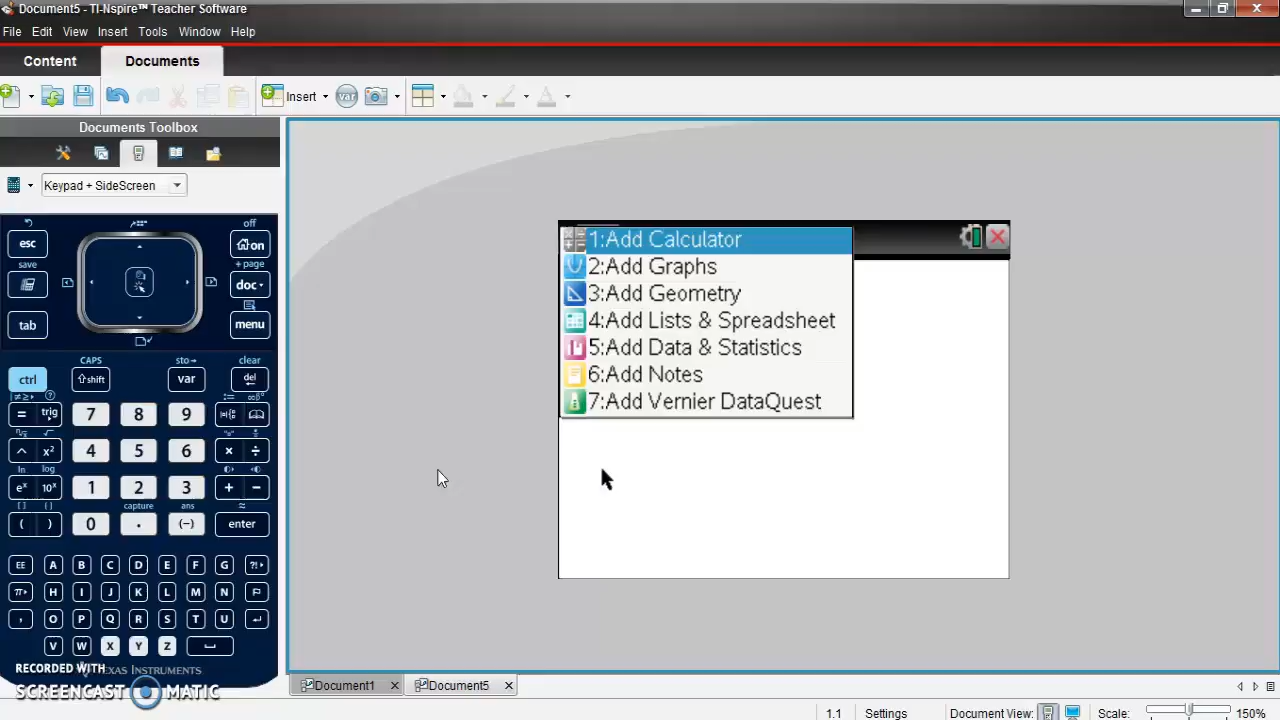 Document5 - TI-Nspire™ Teacher Software
File Edit View Insert Tools Window Help
Content Documents
Insert var
Documents Toolbox
Keypad + SideScreen
off
esc on
save + page
doc
tab menu
CAPS sto→ clear
ctrl shift var del
= trig 7 8 9
^ x² 4 5 6 × ÷
ln log
eˣ 10ˣ 1 2 3 + −
[ ] { } capture ans ≈
( ) 0 . (−) enter
EE A B C D E F G ?!▸
π▸ H I J K L M N
, O P Q R S T U
V W X Y Z
RECORDED WITH
TEXAS INSTRUMENTS
SCREENCAST MATIC
1:Add Calculator
2:Add Graphs
3:Add Geometry
4:Add Lists & Spreadsheet
5:Add Data & Statistics
6:Add Notes
7:Add Vernier DataQuest
Document1 Document5
1.1 Settings Document View: Scale: 150%